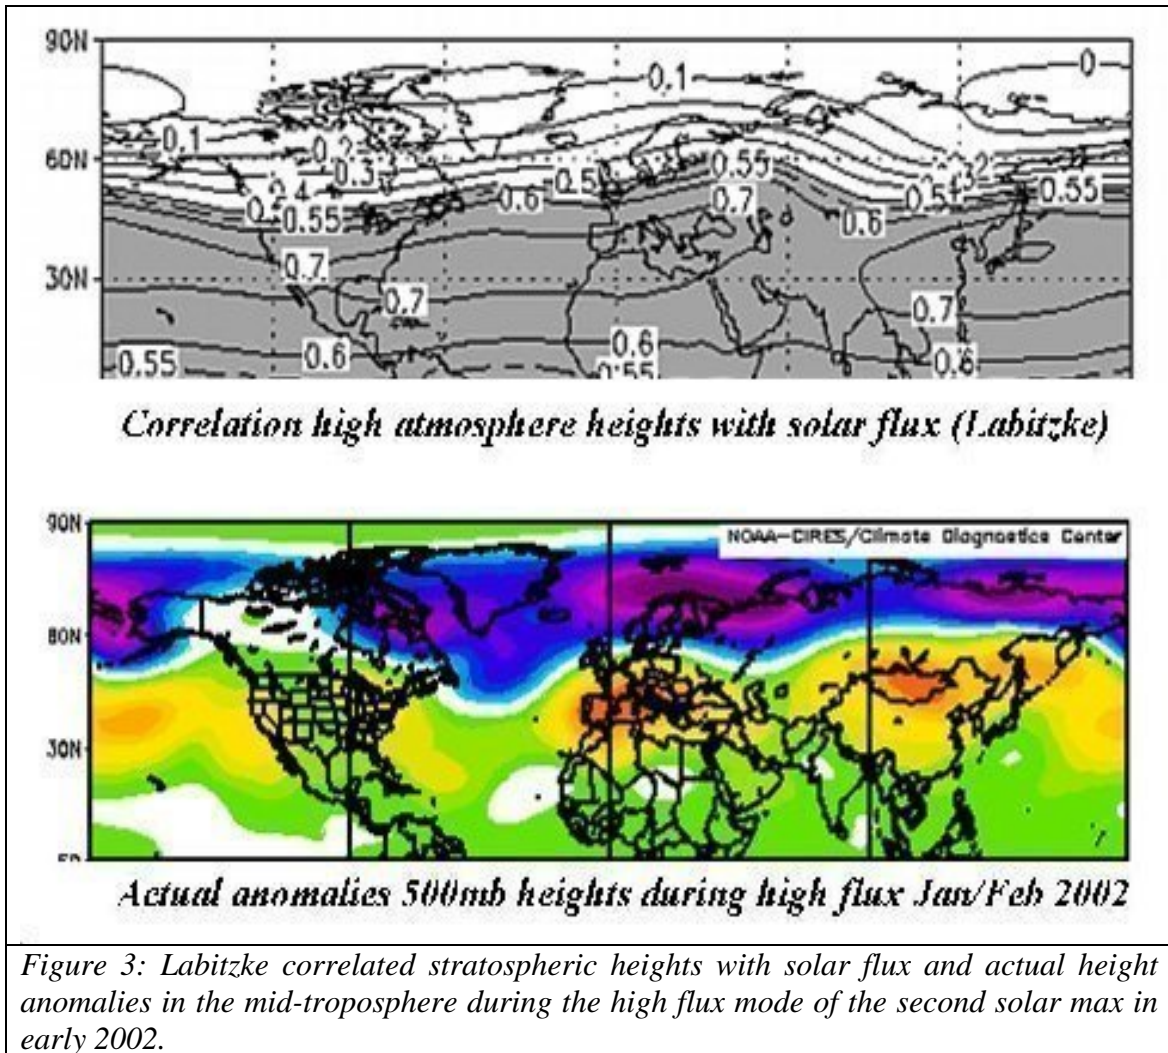 90N
0
0.1
0.1
0.2
60N
0.3
0.55
0.5
0.55
0.55
0.6
0.7
0.6
0.7
30N
0.7
0.7
0.6
0.6
0.55
Correlation high atmosphere heights with solar flux (Labitzke)
90N
NOAA-CIRES/Climate Diagnostics Center
30N
Actual anomalies 500mb heights during high flux Jan/Feb 2002
Figure 3: Labitzke correlated stratospheric heights with solar flux and actual height
anomalies in the mid-troposphere during the high flux mode of the second solar max in
early 2002.